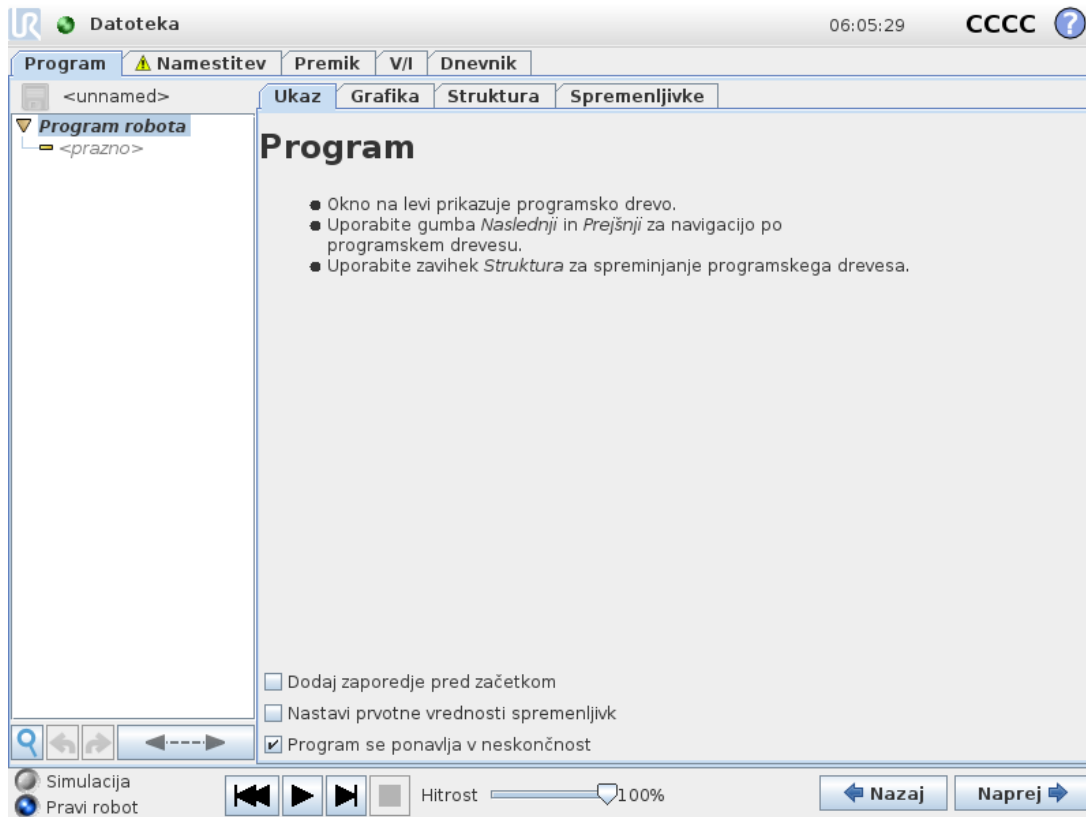 UR Datoteka 06:05:29 CCCC ?
Program Namestitev Premik V/I Dnevnik
<unnamed> Ukaz Grafika Struktura Spremenljivke
Program robota
<prazno>
Program
Okno na levi prikazuje programsko drevo.
Uporabite gumba Naslednji in Prejšnji za navigacijo po
programskem drevesu.
Uporabite zavihek Struktura za spreminjanje programskega drevesa.
Dodaj zaporedje pred začetkom
Nastavi prvotne vrednosti spremenljivk
Program se ponavlja v neskončnost
Simulacija
Pravi robot
Hitrost 100% Nazaj Naprej